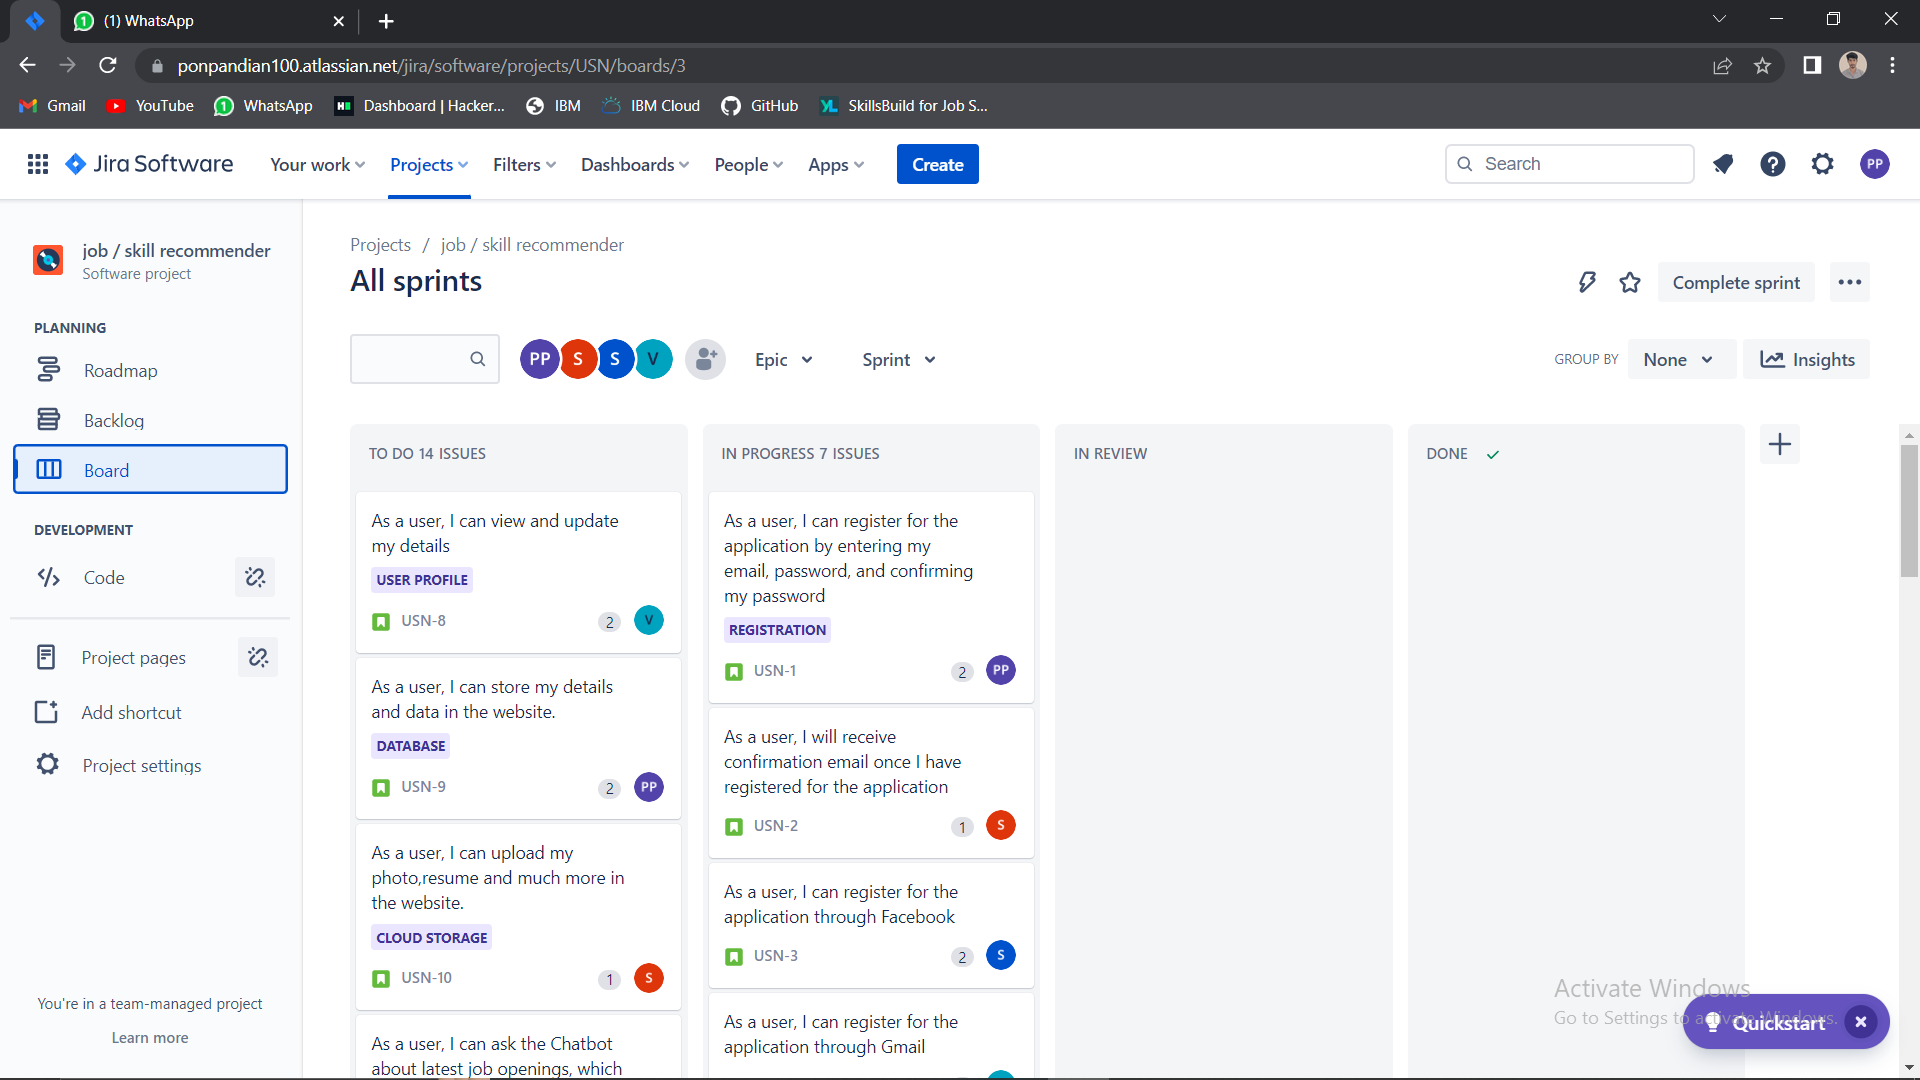 (1) WhatsApp
ponpandian100.atlassian.net/jira/software/projects/USN/boards/3
Gmail YouTube WhatsApp Dashboard | Hacker... IBM IBM Cloud GitHub SkillsBuild for Job S...
Jira Software Your work Projects Filters Dashboards People Apps Create Search PP
job / skill recommender
Software project
PLANNING
Roadmap
Backlog
Board
DEVELOPMENT
Code
Project pages
Add shortcut
Project settings
You're in a team-managed project
Learn more
Projects / job / skill recommender
All sprints
Complete sprint
PP S S V Epic Sprint
GROUP BY None Insights
TO DO 14 ISSUES
As a user, I can view and update
my details
USER PROFILE
USN-8 2 V
As a user, I can store my details
and data in the website.
DATABASE
USN-9 2 PP
As a user, I can upload my
photo,resume and much more in
the website.
CLOUD STORAGE
USN-10 1 S
As a user, I can ask the Chatbot
about latest job openings, which
IN PROGRESS 7 ISSUES
As a user, I can register for the
application by entering my
email, password, and confirming
my password
REGISTRATION
USN-1 2 PP
As a user, I will receive
confirmation email once I have
registered for the application
USN-2 1 S
As a user, I can register for the
application through Facebook
USN-3 2 S
As a user, I can register for the
application through Gmail
IN REVIEW
DONE
Activate Windows
Go to Settings to activate Windows.
Quickstart